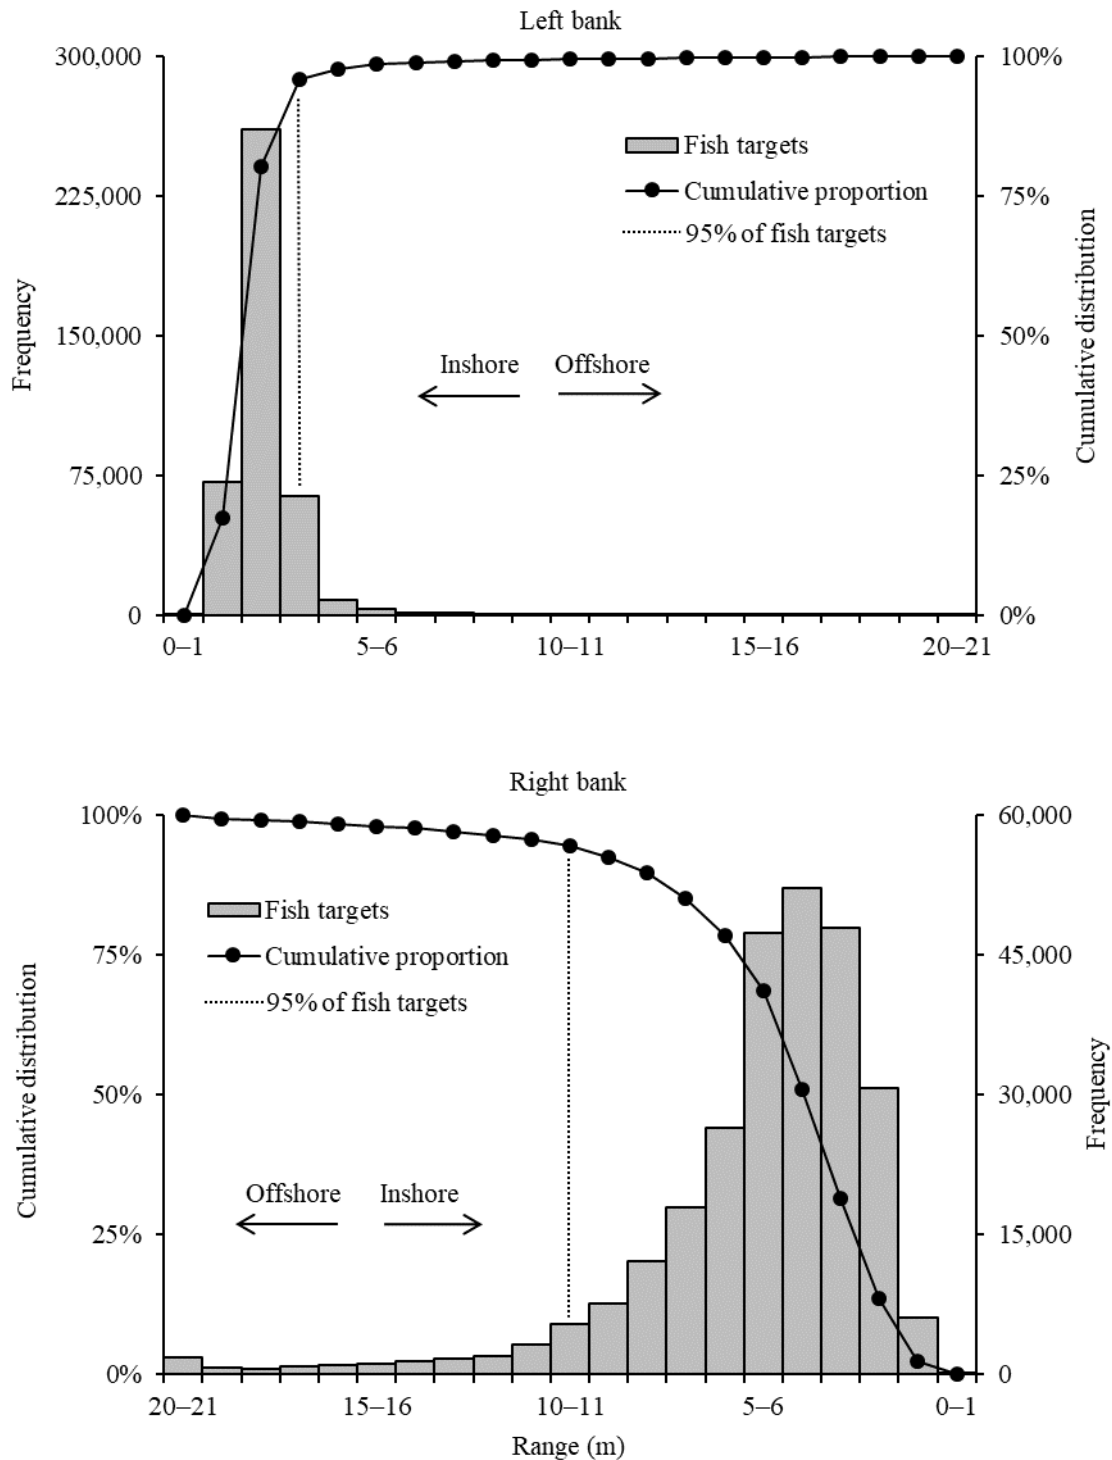 Left bank
300,000
225,000
150,000
75,000
0
Frequency
100%
75%
50%
25%
0%
Cumulative distribution
Fish targets
Cumulative proportion
95% of fish targets
Inshore Offshore
0–1 5–6 10–11 15–16 20–21
Right bank
100%
75%
50%
25%
0%
Cumulative distribution
60,000
45,000
30,000
15,000
0
Frequency
Fish targets
Cumulative proportion
95% of fish targets
Offshore Inshore
20–21 15–16 10–11 5–6 0–1
Range (m)